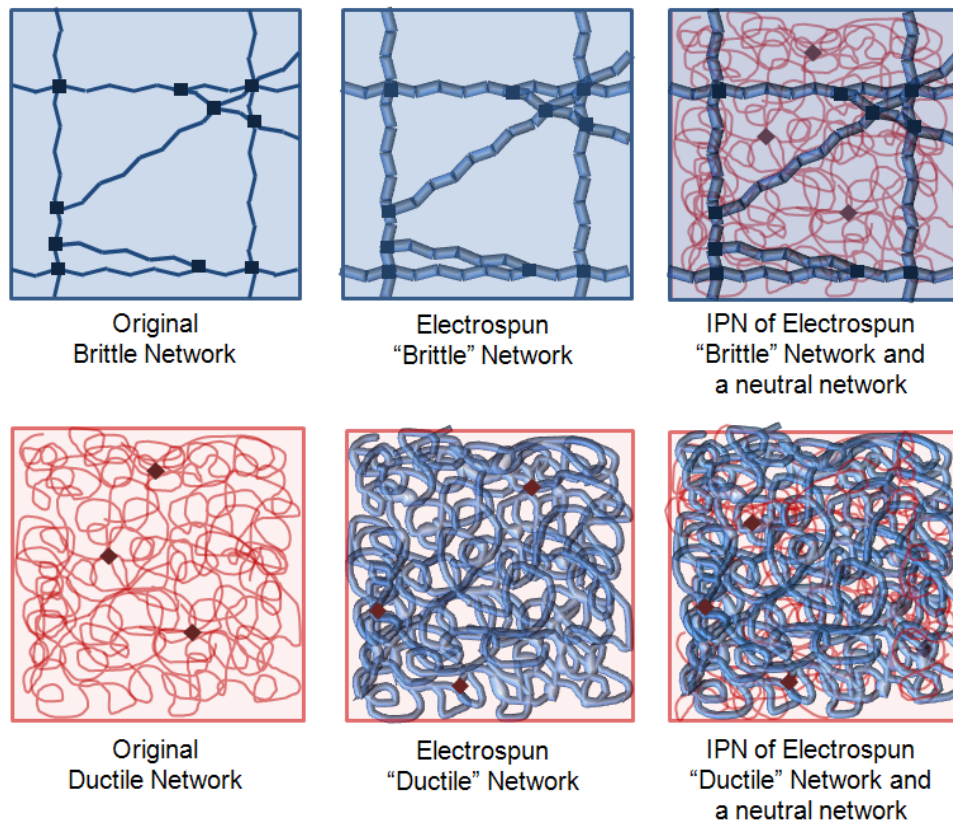 Original
Brittle Network
Electrospun
“Brittle” Network
IPN of Electrospun
“Brittle” Network and
a neutral network
Original
Ductile Network
Electrospun
“Ductile” Network
IPN of Electrospun
“Ductile” Network and
a neutral network